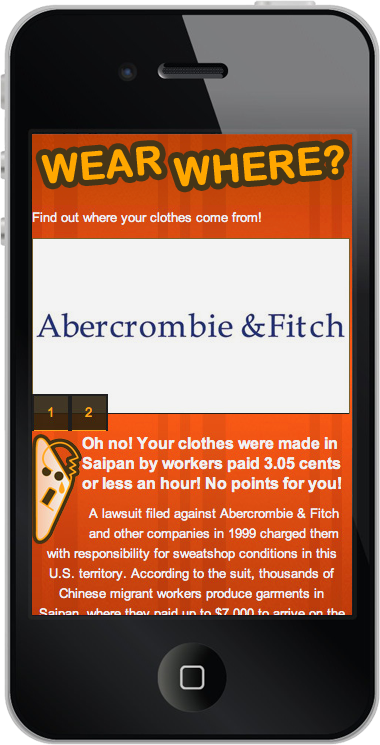 WEAR WHERE?
Find out where your clothes come from!
Abercrombie & Fitch
1 2
Oh no! Your clothes were made in
Saipan by workers paid 3.05 cents
or less an hour! No points for you!
A lawsuit filed against Abercrombie & Fitch
and other companies in 1999 charged them
with responsibility for sweatshop conditions in this
U.S. territory. According to the suit, thousands of
Chinese migrant workers produce garments in
Saipan, where they paid up to $7,000 to arrive on the